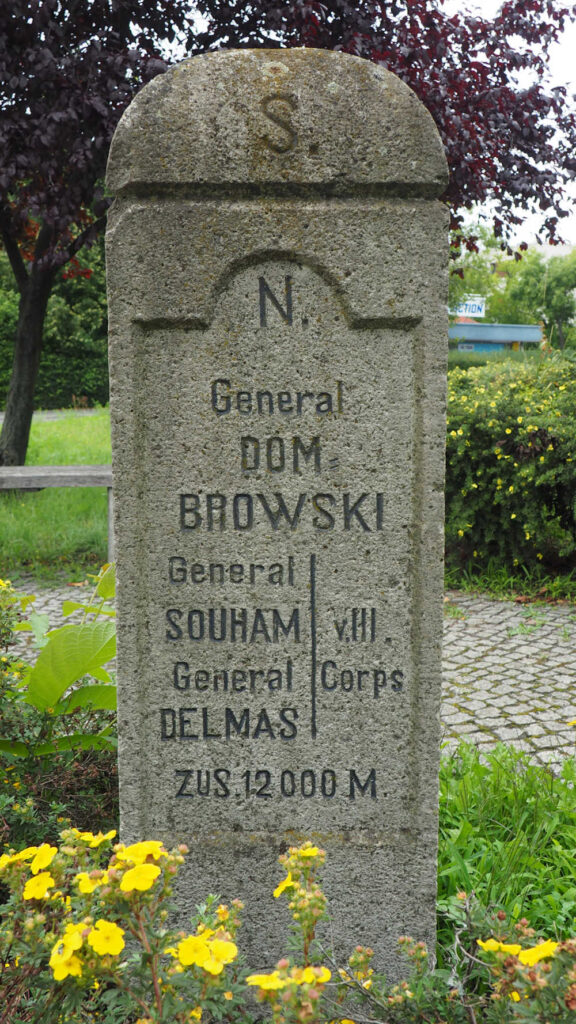 S.
N.
General
DOM=
BROWSKI
General
SOUHAM
General
DELMAS
v.III
Corps
ZUS. 12000 M.